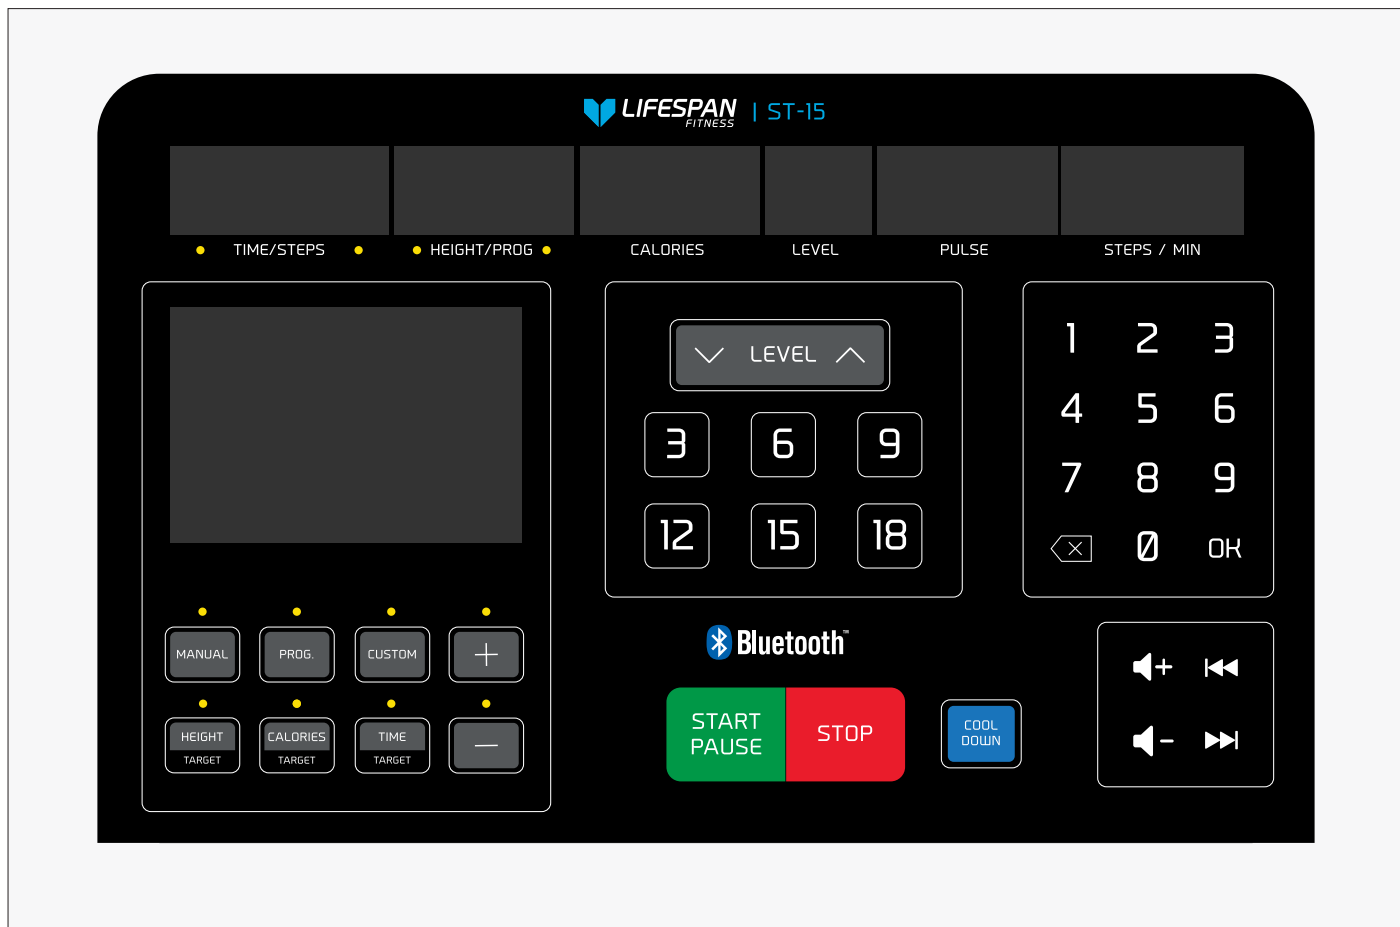 LIFESPAN
FITNESS
| ST-15
TIME/STEPS
HEIGHT/PROG
CALORIES
LEVEL
PULSE
STEPS / MIN
LEVEL
3 6 9
12 15 18
1 2 3
4 5 6
7 8 9
0 OK
MANUAL
PROG.
CUSTOM
+
HEIGHT
TARGET
CALORIES
TARGET
TIME
TARGET
—
Bluetooth™
START
PAUSE
STOP
COOL
DOWN
+
-